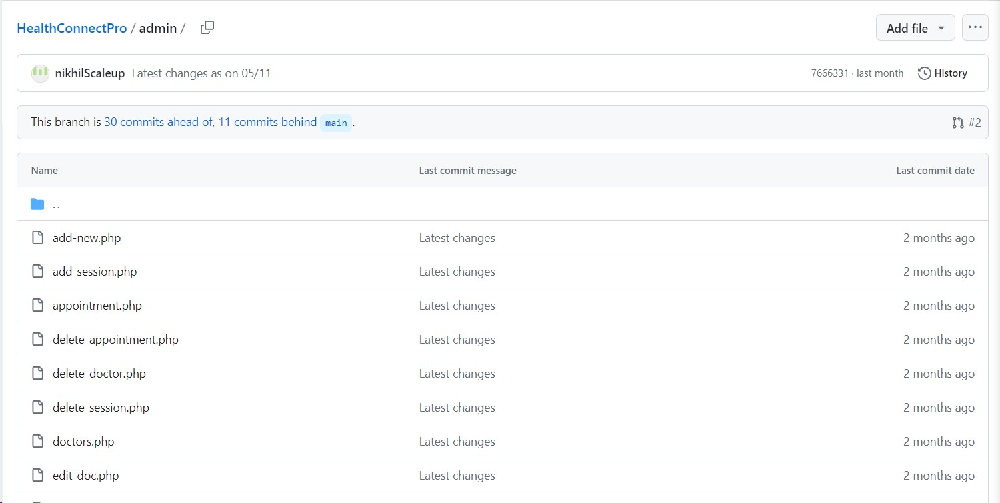 HealthConnectPro / admin /
Add file
nikhilScaleup Latest changes as on 05/11
7666331 · last month History
This branch is 30 commits ahead of, 11 commits behind main .
#2
Name Last commit message Last commit date
..
add-new.php Latest changes 2 months ago
add-session.php Latest changes 2 months ago
appointment.php Latest changes 2 months ago
delete-appointment.php Latest changes 2 months ago
delete-doctor.php Latest changes 2 months ago
delete-session.php Latest changes 2 months ago
doctors.php Latest changes 2 months ago
edit-doc.php Latest changes 2 months ago